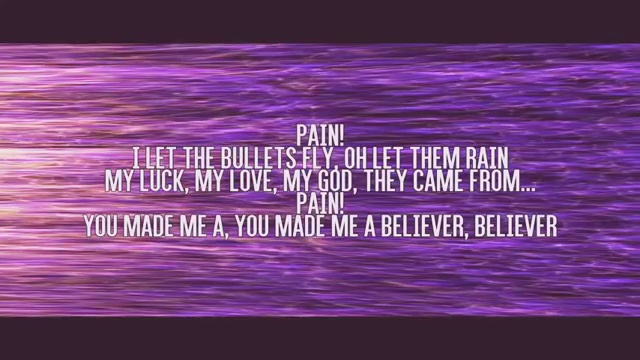 PAIN!
I LET THE BULLETS FLY, OH LET THEM RAIN
MY LUCK, MY LOVE, MY GOD, THEY CAME FROM...
PAIN!
YOU MADE ME A, YOU MADE ME A BELIEVER, BELIEVER